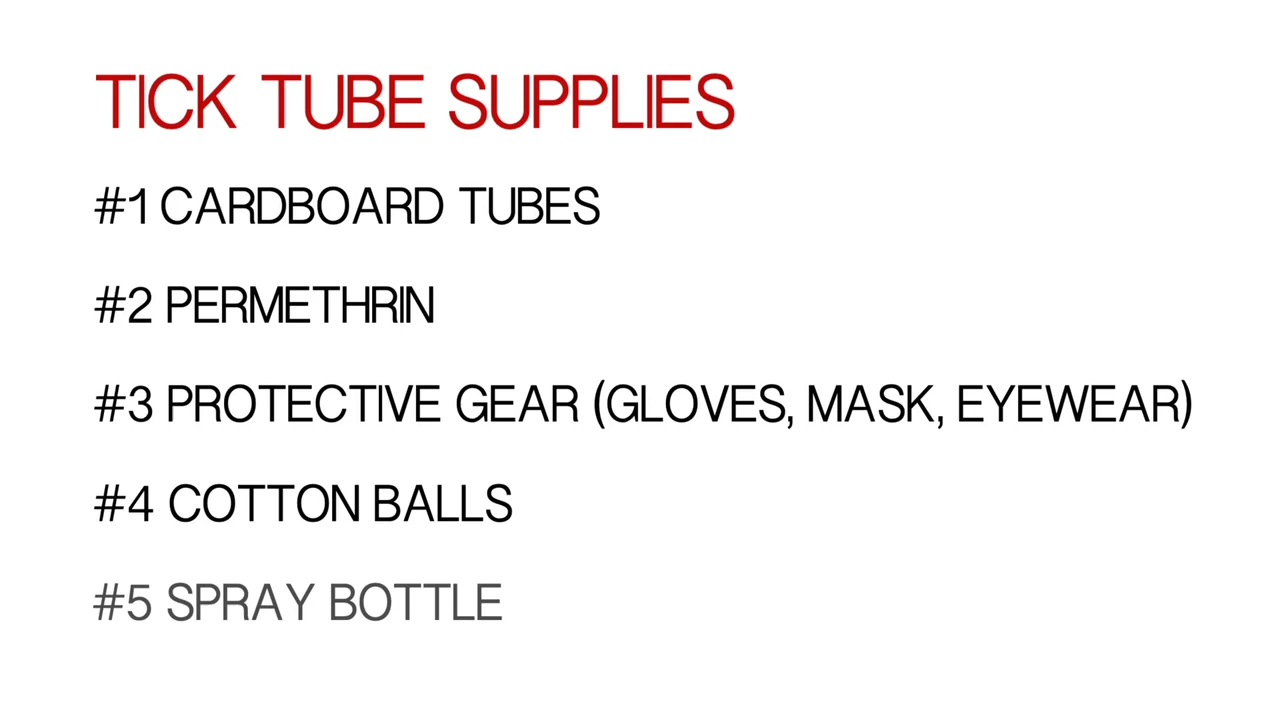 TICK TUBE SUPPLIES
#1 CARDBOARD TUBES
#2 PERMETHRIN
#3 PROTECTIVE GEAR (GLOVES, MASK, EYEWEAR)
#4 COTTON BALLS
#5 SPRAY BOTTLE